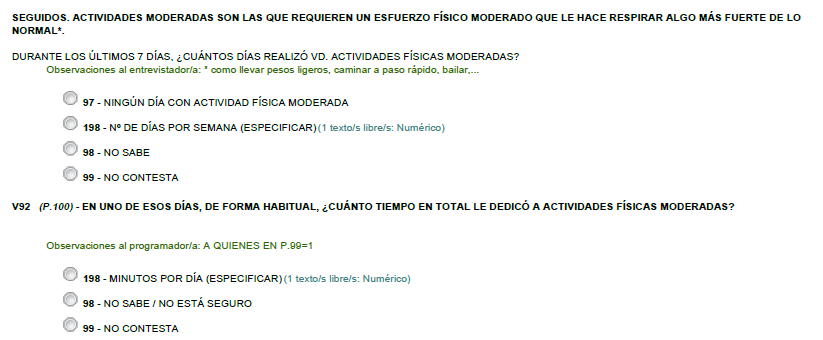 SEGUIDOS. ACTIVIDADES MODERADAS SON LAS QUE REQUIEREN UN ESFUERZO FÍSICO MODERADO QUE LE HACE RESPIRAR ALGO MÁS FUERTE DE LO
NORMAL*.
DURANTE LOS ÚLTIMOS 7 DÍAS, ¿CUÁNTOS DÍAS REALIZÓ VD. ACTIVIDADES FÍSICAS MODERADAS?
Observaciones al entrevistador/a: * como llevar pesos ligeros, caminar a paso rápido, bailar,...
97 - NINGÚN DÍA CON ACTIVIDAD FÍSICA MODERADA
198 - Nº DE DÍAS POR SEMANA (ESPECIFICAR) (1 texto/s libre/s: Numérico)
98 - NO SABE
99 - NO CONTESTA
V92 (P.100) - EN UNO DE ESOS DÍAS, DE FORMA HABITUAL, ¿CUÁNTO TIEMPO EN TOTAL LE DEDICÓ A ACTIVIDADES FÍSICAS MODERADAS?
Observaciones al programador/a: A QUIENES EN P.99=1
198 - MINUTOS POR DÍA (ESPECIFICAR) (1 texto/s libre/s: Numérico)
98 - NO SABE / NO ESTÁ SEGURO
99 - NO CONTESTA